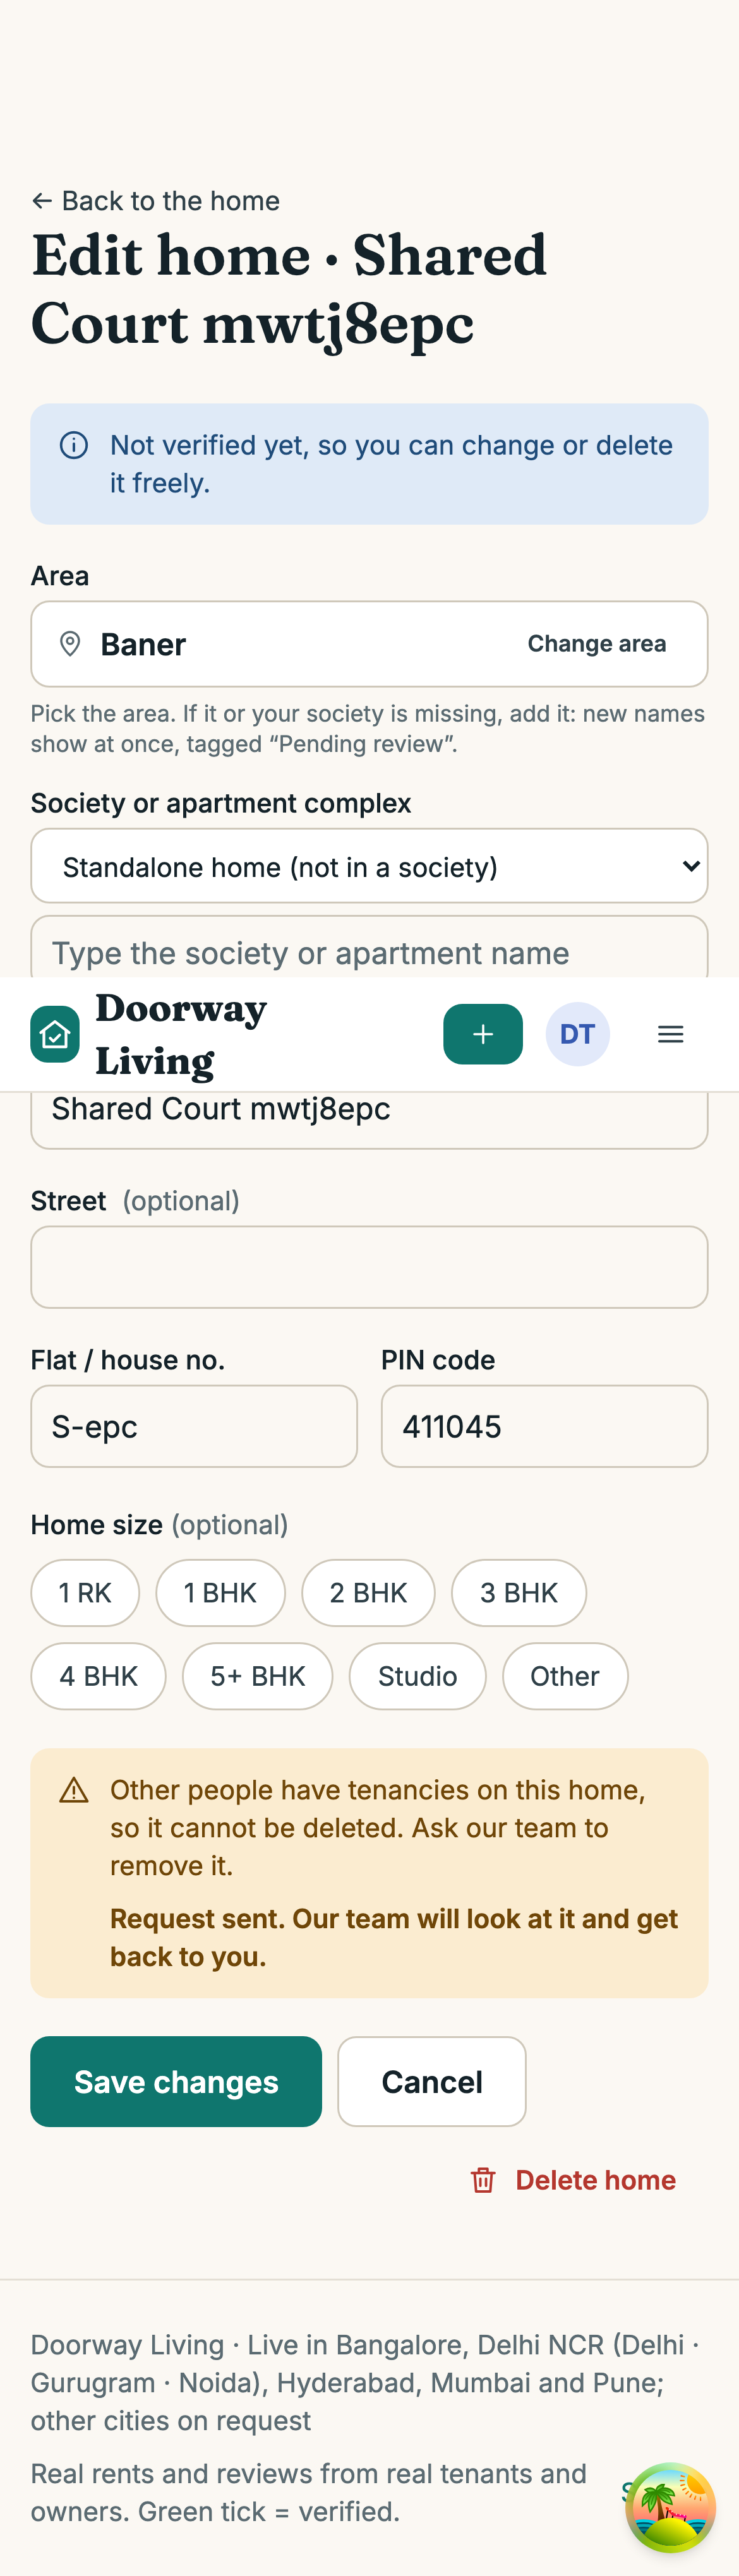 ← Back to the home
Edit home · Shared
Court mwtj8epc
Not verified yet, so you can change or delete
it freely.
Area
Baner
Change area
Pick the area. If it or your society is missing, add it: new names
show at once, tagged “Pending review”.
Society or apartment complex
Standalone home (not in a society)
Type the society or apartment name
Doorway
Living
DT
Shared Court mwtj8epc
Street (optional)
Flat / house no.
PIN code
S-epc
411045
Home size (optional)
1 RK
1 BHK
2 BHK
3 BHK
4 BHK
5+ BHK
Studio
Other
Other people have tenancies on this home,
so it cannot be deleted. Ask our team to
remove it.
Request sent. Our team will look at it and get
back to you.
Save changes
Cancel
Delete home
Doorway Living · Live in Bangalore, Delhi NCR (Delhi ·
Gurugram · Noida), Hyderabad, Mumbai and Pune;
other cities on request
Real rents and reviews from real tenants and
owners. Green tick = verified.